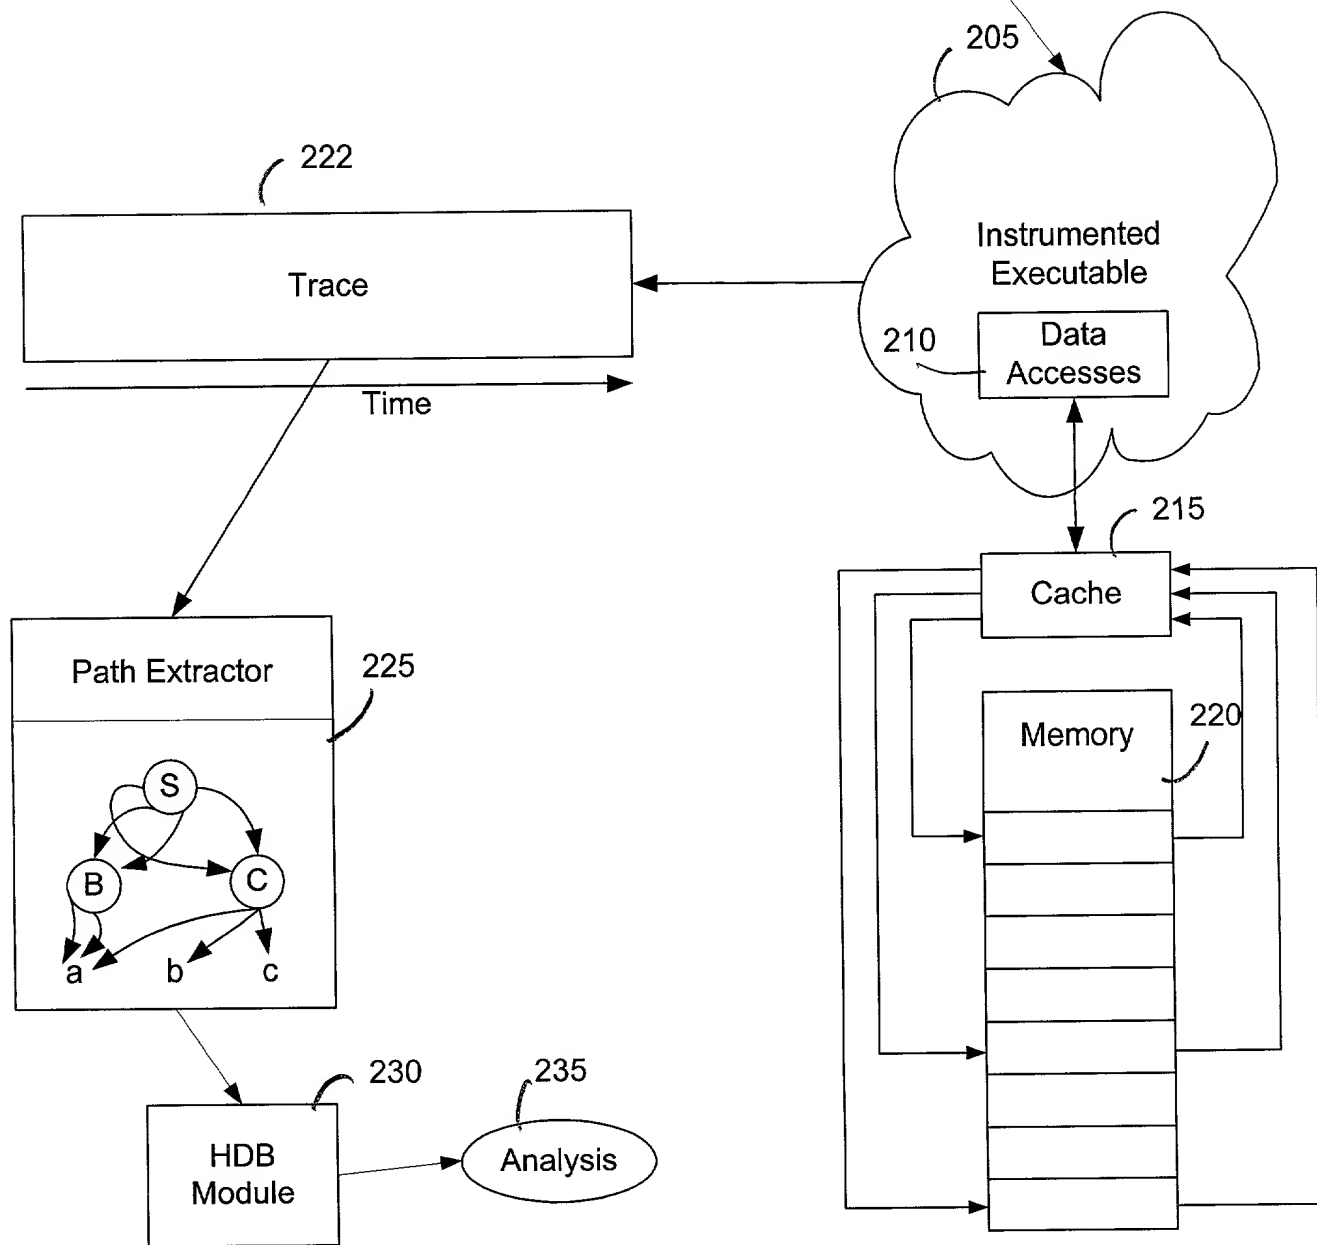 205
222
Instrumented
Executable
Trace
210
Data
Accesses
Time
215
Cache
Path Extractor
225
220
Memory
S
B
C
a
b
c
230
235
HDB
Module
Analysis